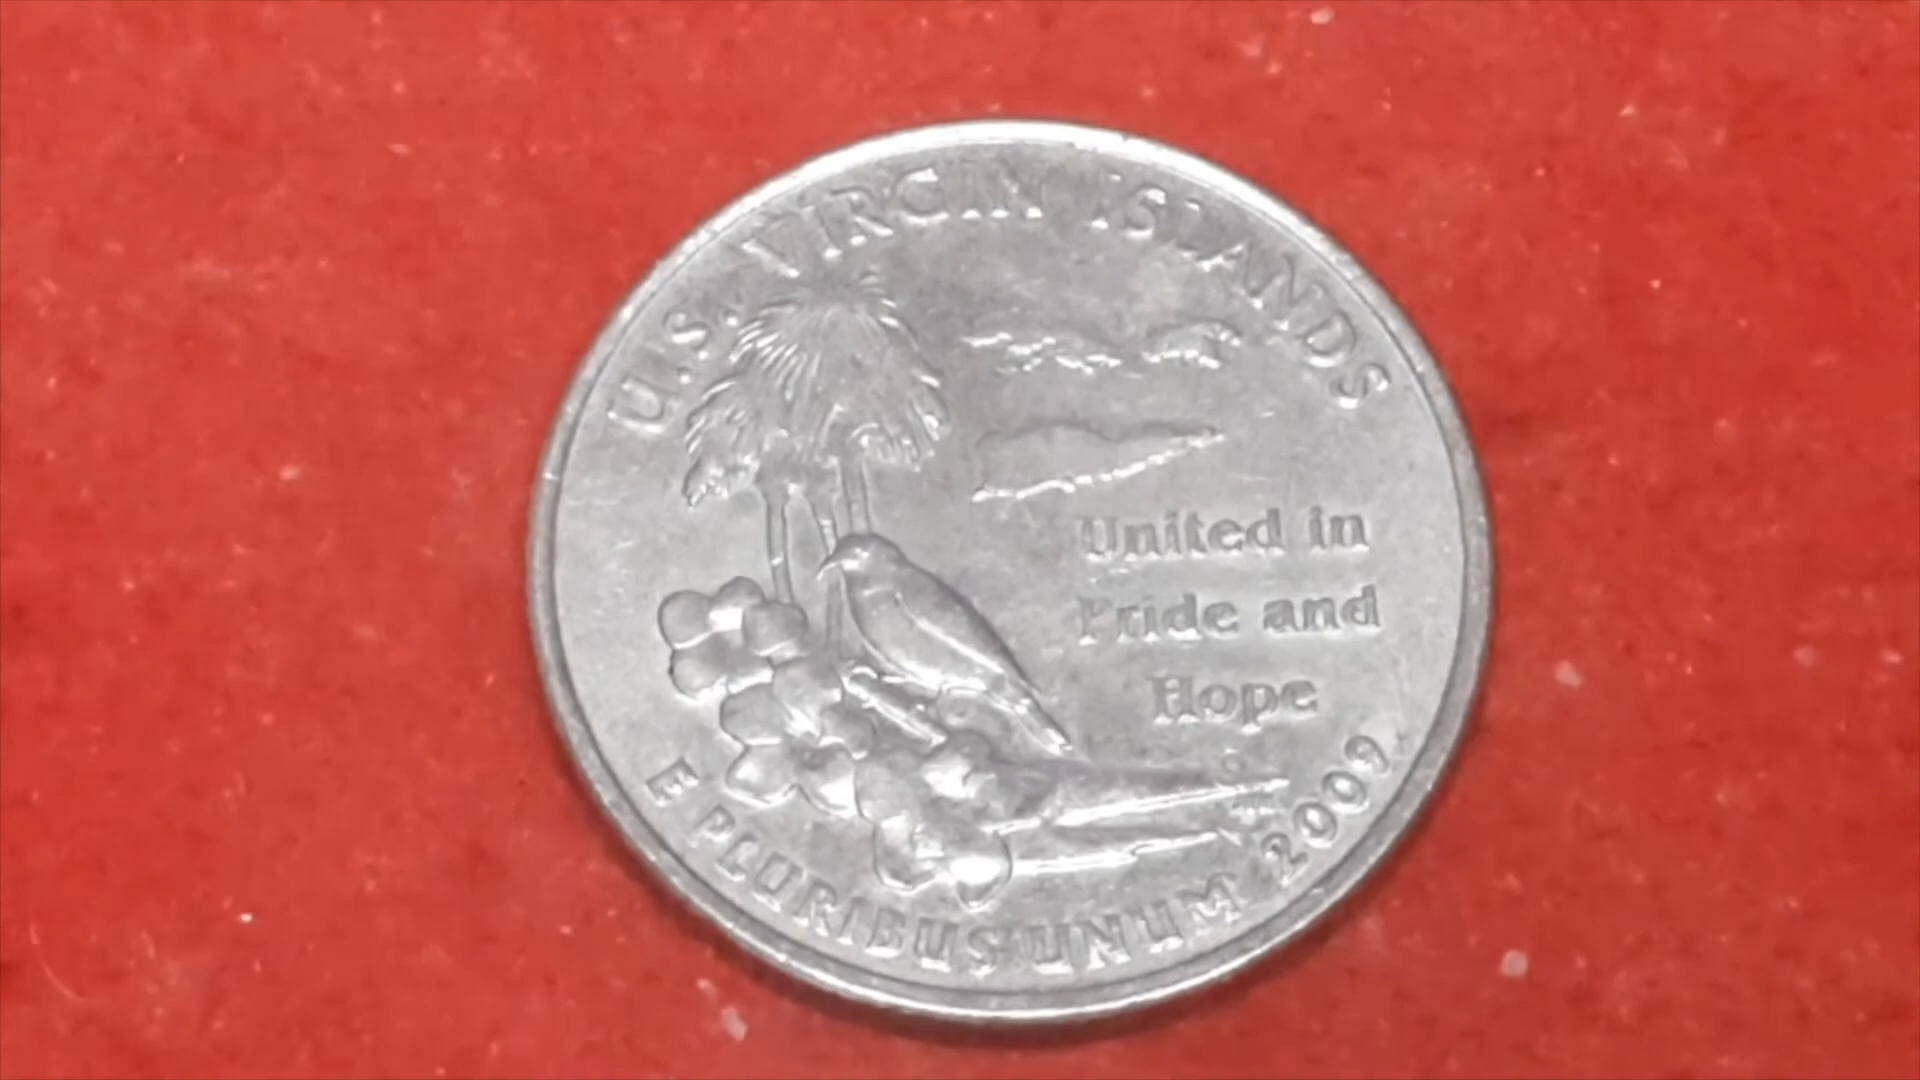 U.S. VIRGIN ISLANDS
United in
Pride and
Hope
E PLURIBUS UNUM 2009